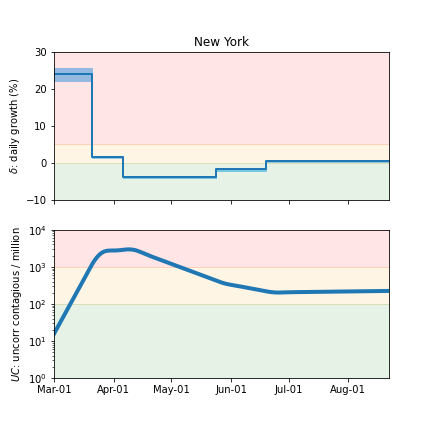 New York
δ: daily growth (%)
30
20
10
0
−10
UC: uncorr contagious / million
10⁴
10³
10²
10¹
10⁰
Mar-01 Apr-01 May-01 Jun-01 Jul-01 Aug-01